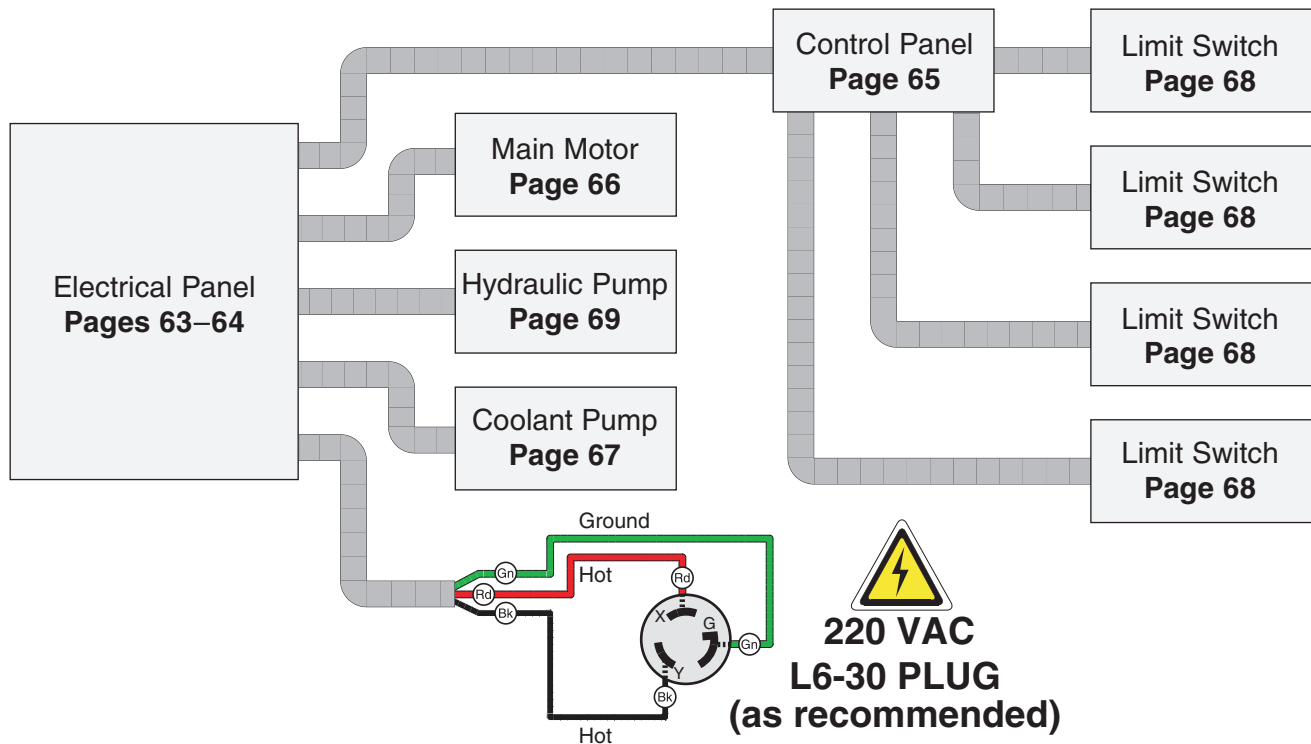 Control Panel
Page 65
Limit Switch
Page 68
Main Motor
Page 66
Limit Switch
Page 68
Electrical Panel
Pages 63–64
Hydraulic Pump
Page 69
Limit Switch
Page 68
Coolant Pump
Page 67
Limit Switch
Page 68
Ground
Gn
Hot
Rd
Rd
Bk
X
G
Y
Gn
Bk
Hot
220 VAC
L6-30 PLUG
(as recommended)